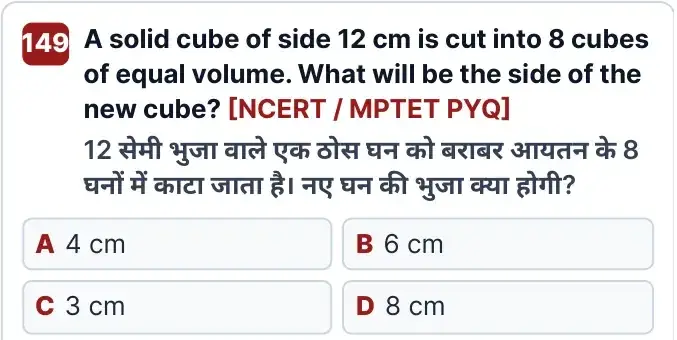 149 A solid cube of side 12 cm is cut into 8 cubes
of equal volume. What will be the side of the
new cube? [NCERT / MPTET PYQ]
12 सेमी भुजा वाले एक ठोस घन को बराबर आयतन के 8
घनों में काटा जाता है। नए घन की भुजा क्या होगी?
A 4 cm
B 6 cm
C 3 cm
D 8 cm